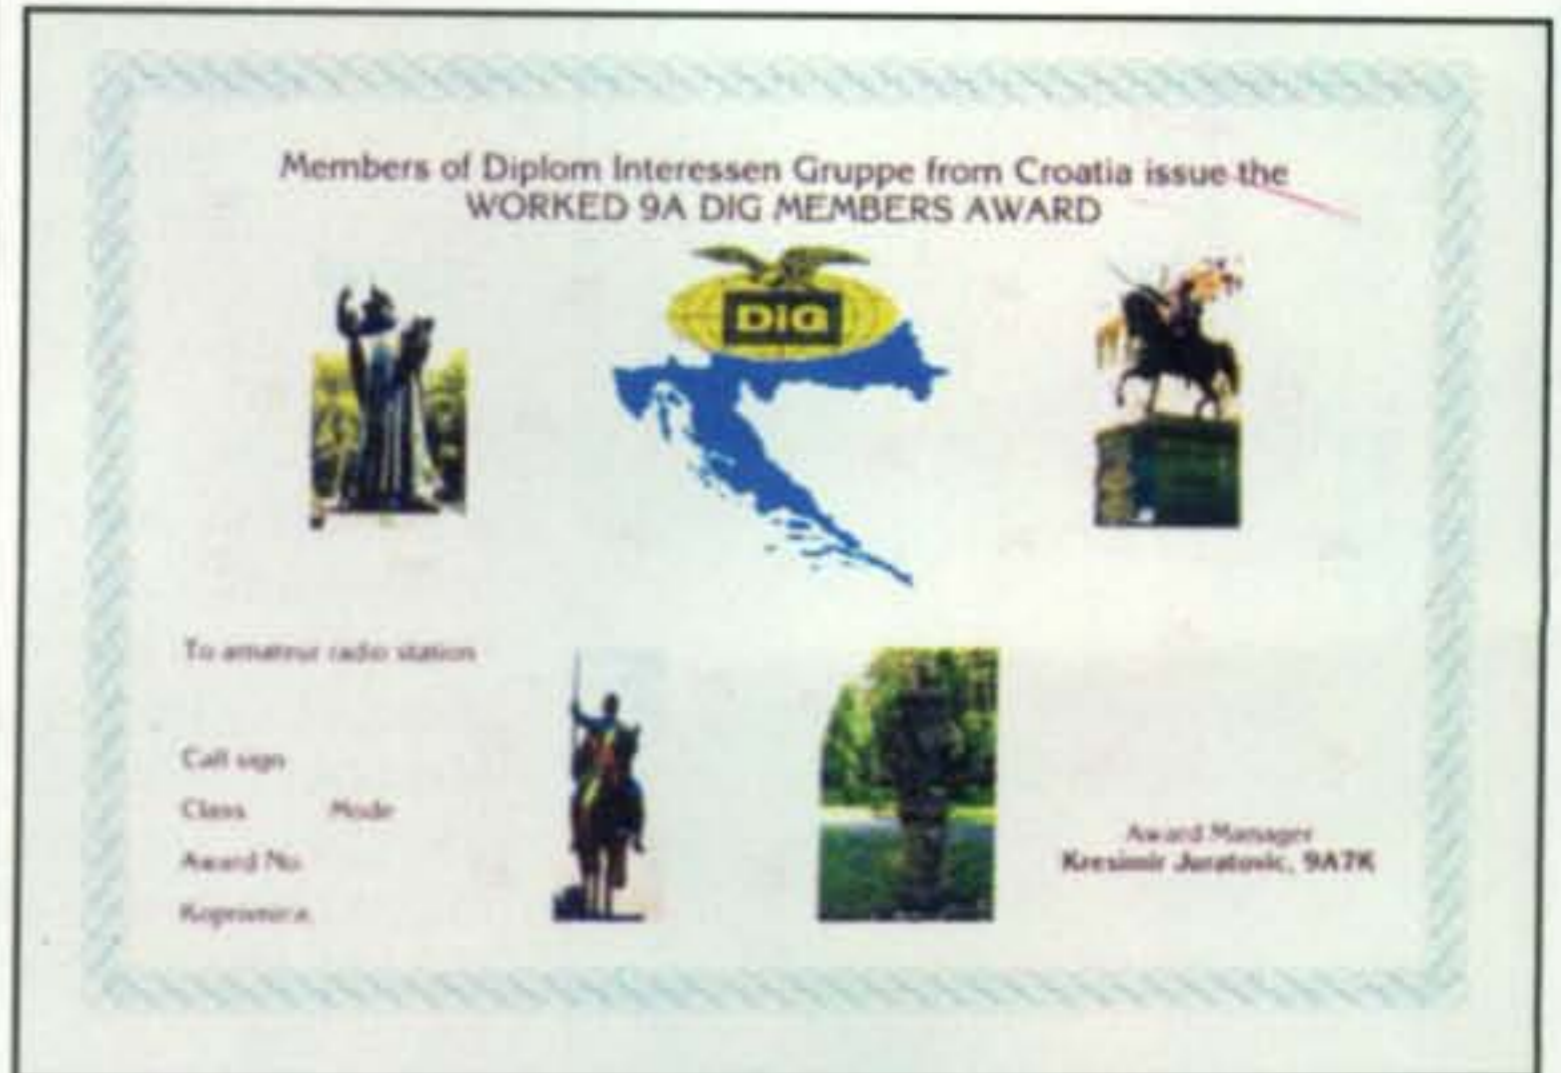 Members of Diplom Interessen Gruppe from Croatia issue the
WORKED 9A DIG MEMBERS AWARD
DIG
To amateur radio station
Call sign
Class Mode
Award No.
Koprivnica,
Award Manager
Kresimir Juratovic, 9A7K